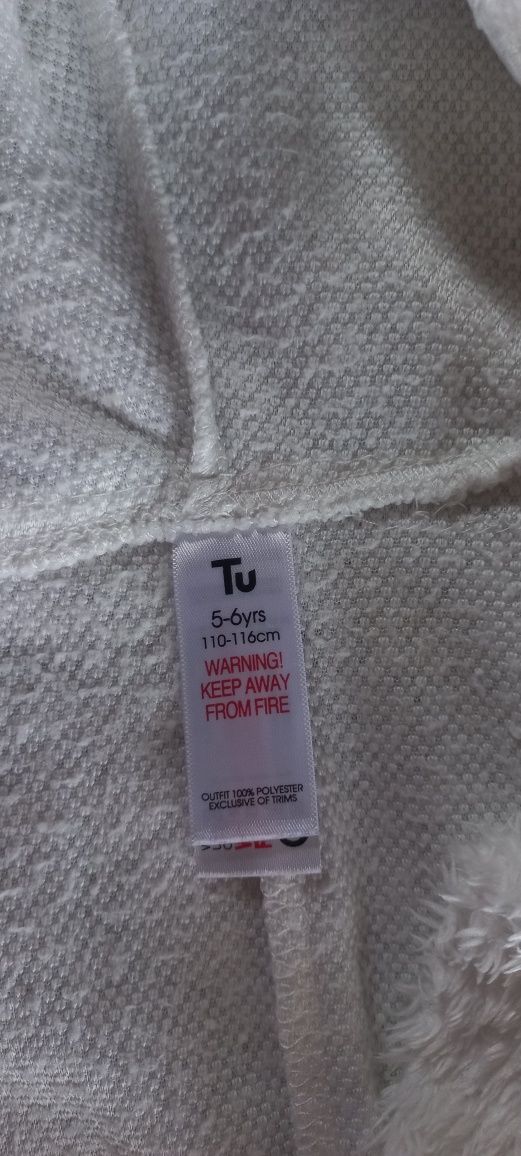 Tu
5-6yrs
110-116cm
WARNING!
KEEP AWAY
FROM FIRE
OUTFIT 100% POLYESTER
EXCLUSIVE OF TRIMS